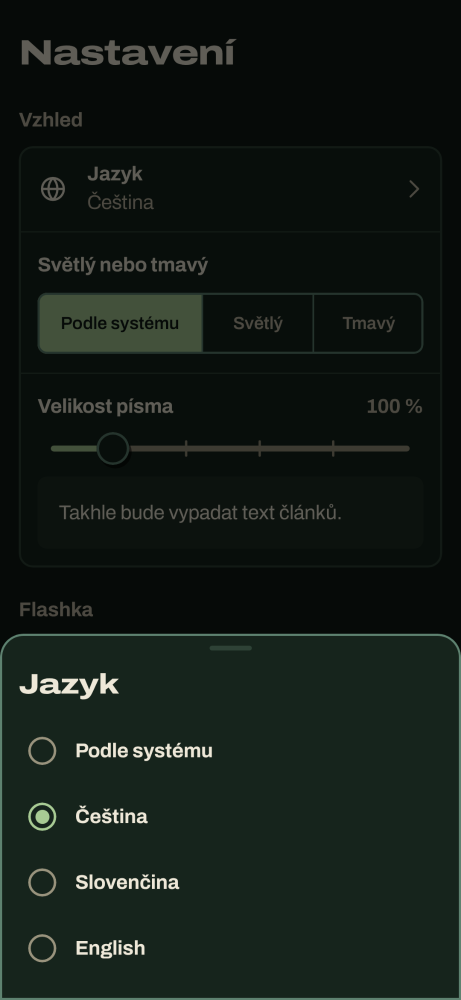 Nastavení
Vzhled
Jazyk
Čeština
Světlý nebo tmavý
Podle systému
Světlý
Tmavý
Velikost písma
100 %
Takhle bude vypadat text článků.
Flashka
Jazyk
Podle systému
Čeština
Slovenčina
English